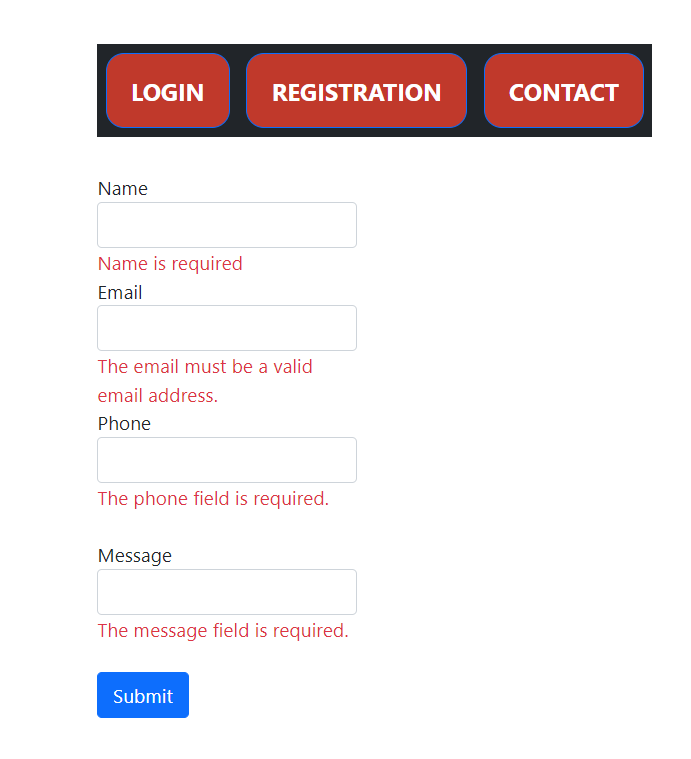 LOGIN REGISTRATION CONTACT
Name
Name is required
Email
The email must be a valid
email address.
Phone
The phone field is required.
Message
The message field is required.
Submit